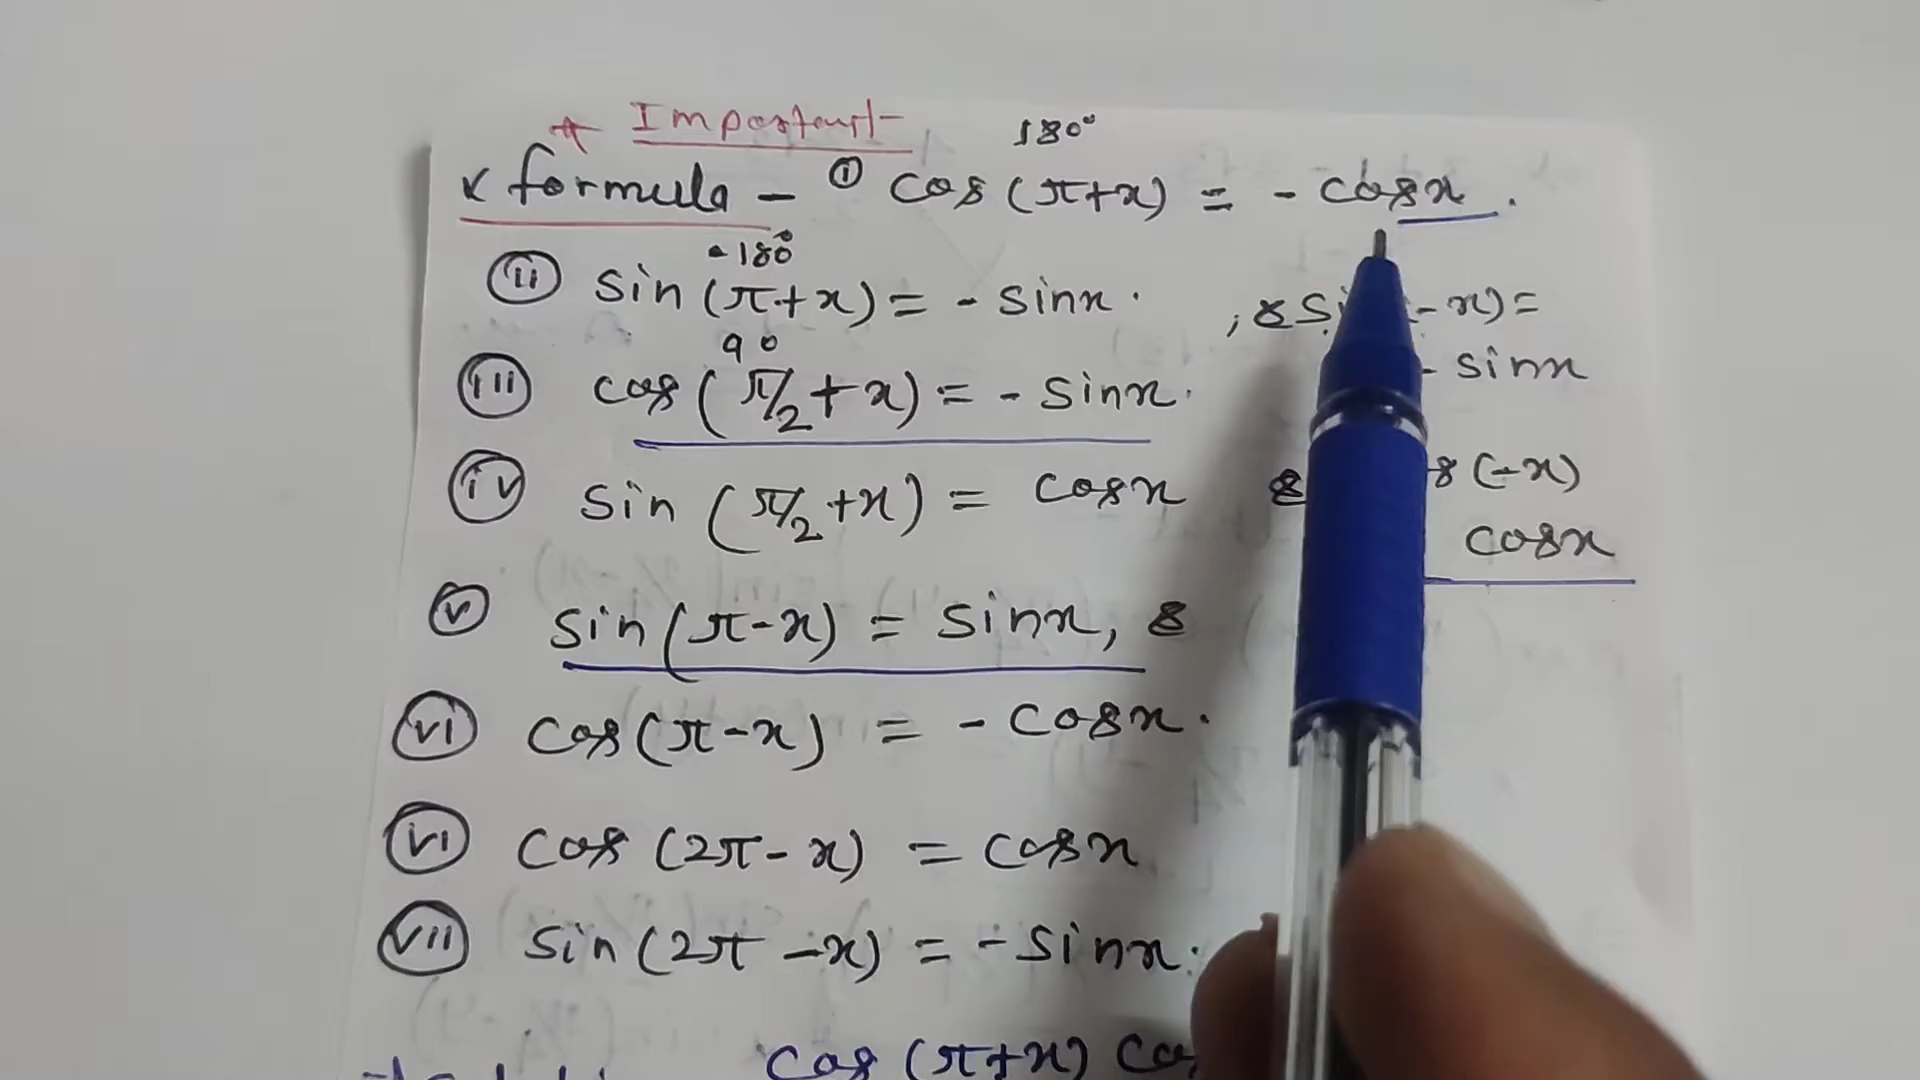 * Important
180°
formula - ① cos (π+x) = - cosx.
180°
(ii) sin (π+x) = - sinx. , - x) =
- sinx
90
(iii) cos (π/2 + x) = - sinx.
(iv) sin (π/2 + x) = cosx (-x)
cosx
(v) sin (π-x) = sinx,
(vi) cos (π-x) = - cosx.
(vi) cos (2π - x) = cosx
(vii) sin (2π - x) = - sinx.
cos (π+x)